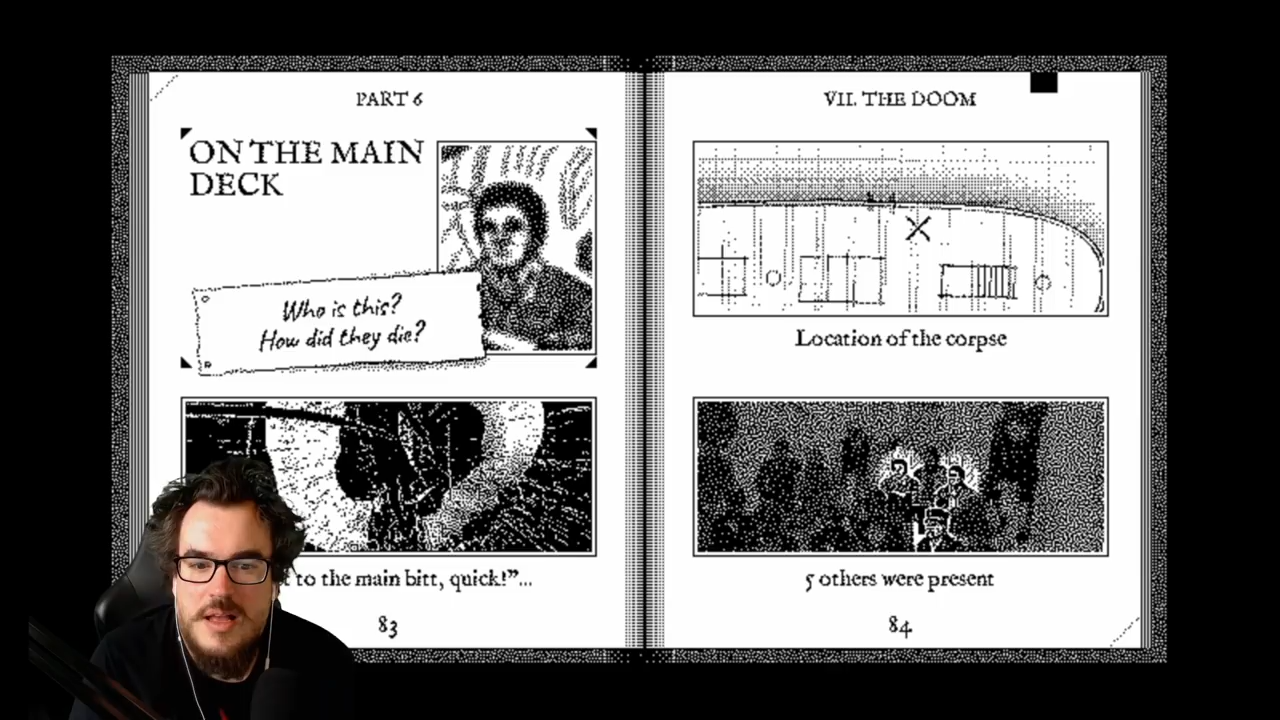 PART 6
ON THE MAIN
DECK
Who is this?
How did they die?
to the main bitt, quick!"...
83
VII. THE DOOM
Location of the corpse
5 others were present
84